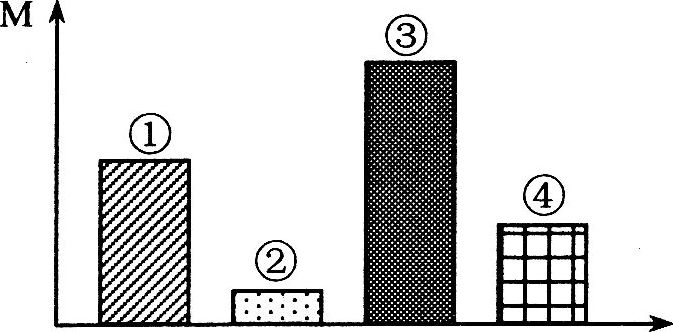 M
③
①
④
②